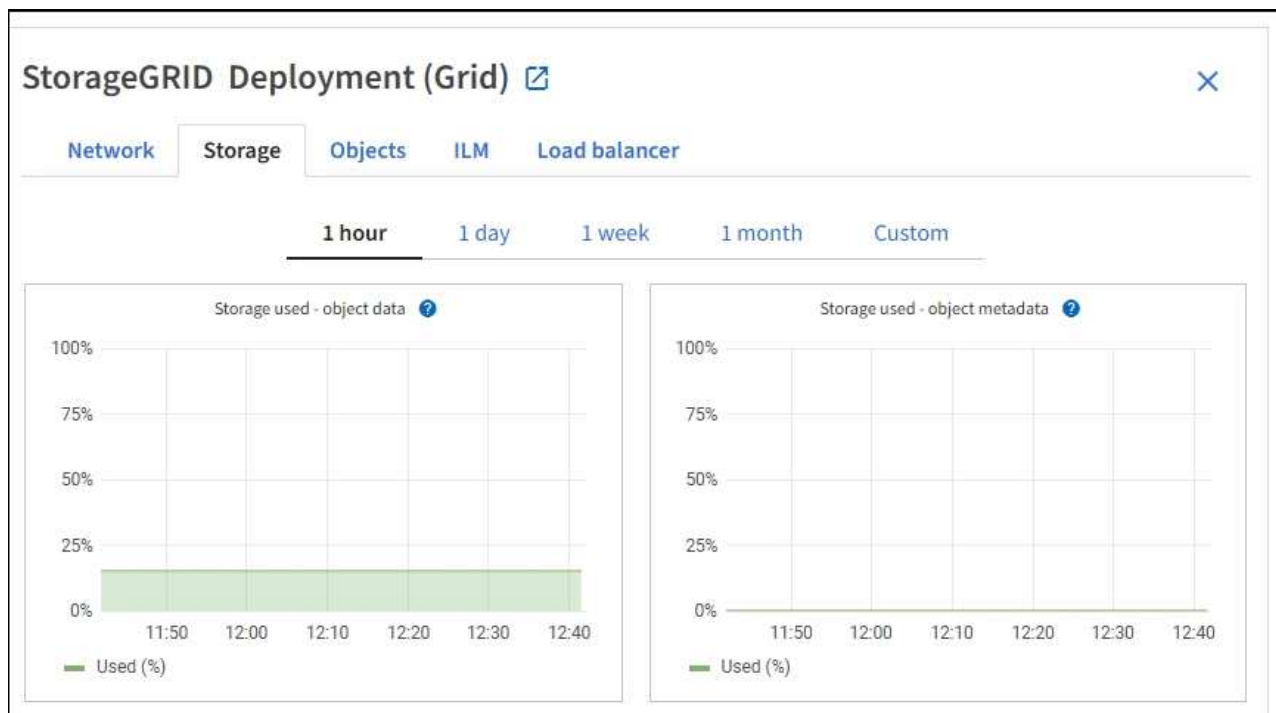 StorageGRID Deployment (Grid)
Network Storage Objects ILM Load balancer
1 hour 1 day 1 week 1 month Custom
Storage used - object data ?
100%
75%
50%
25%
0%
11:50 12:00 12:10 12:20 12:30 12:40
Used (%)
Storage used - object metadata ?
100%
75%
50%
25%
0%
11:50 12:00 12:10 12:20 12:30 12:40
Used (%)